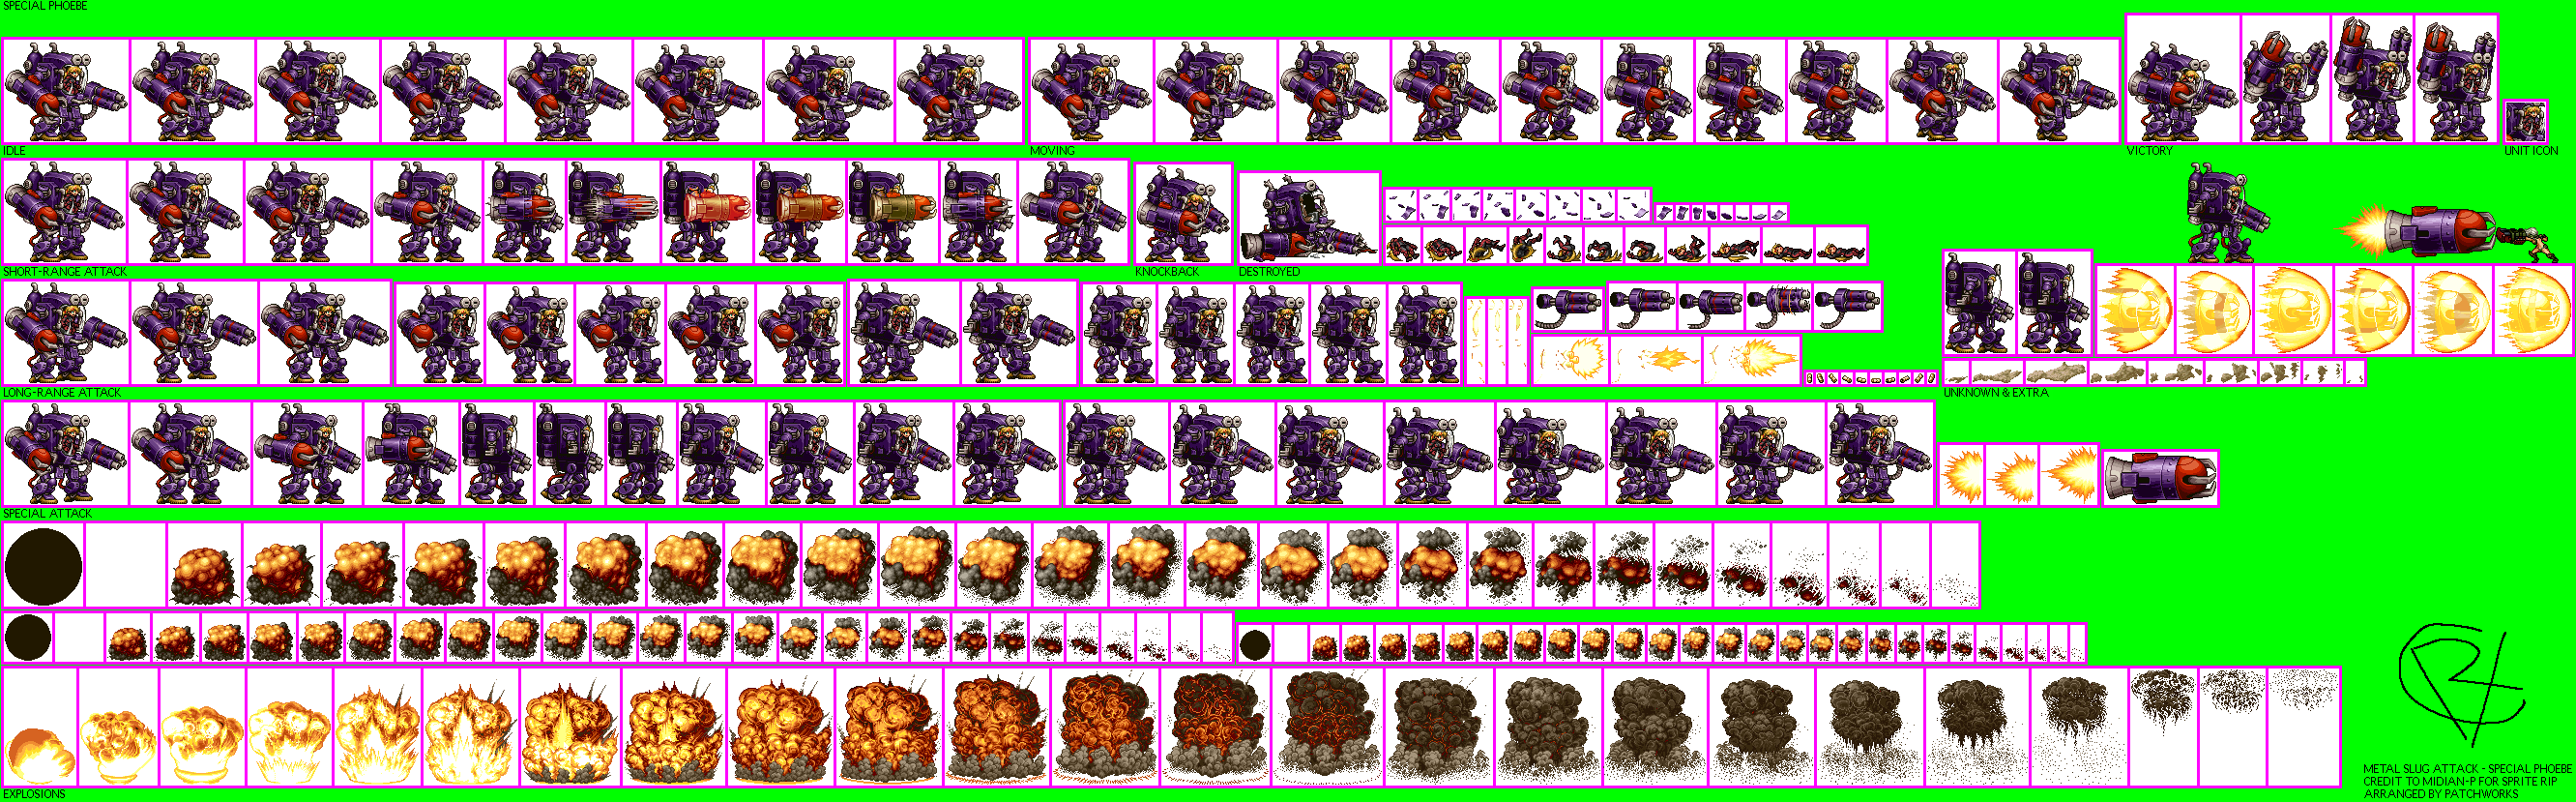 SPECIAL PHOEBE
IDLE
MOVING
VICTORY
UNIT ICON
SHORT-RANGE ATTACK
KNOCKBACK
DESTROYED
LONG-RANGE ATTACK
UNKNOWN & EXTRA
SPECIAL ATTACK
EXPLOSIONS
METAL SLUG ATTACK - SPECIAL PHOEBE
CREDIT TO MIDIAN-P FOR SPRITE RIP
ARRANGED BY PATCHWORKS